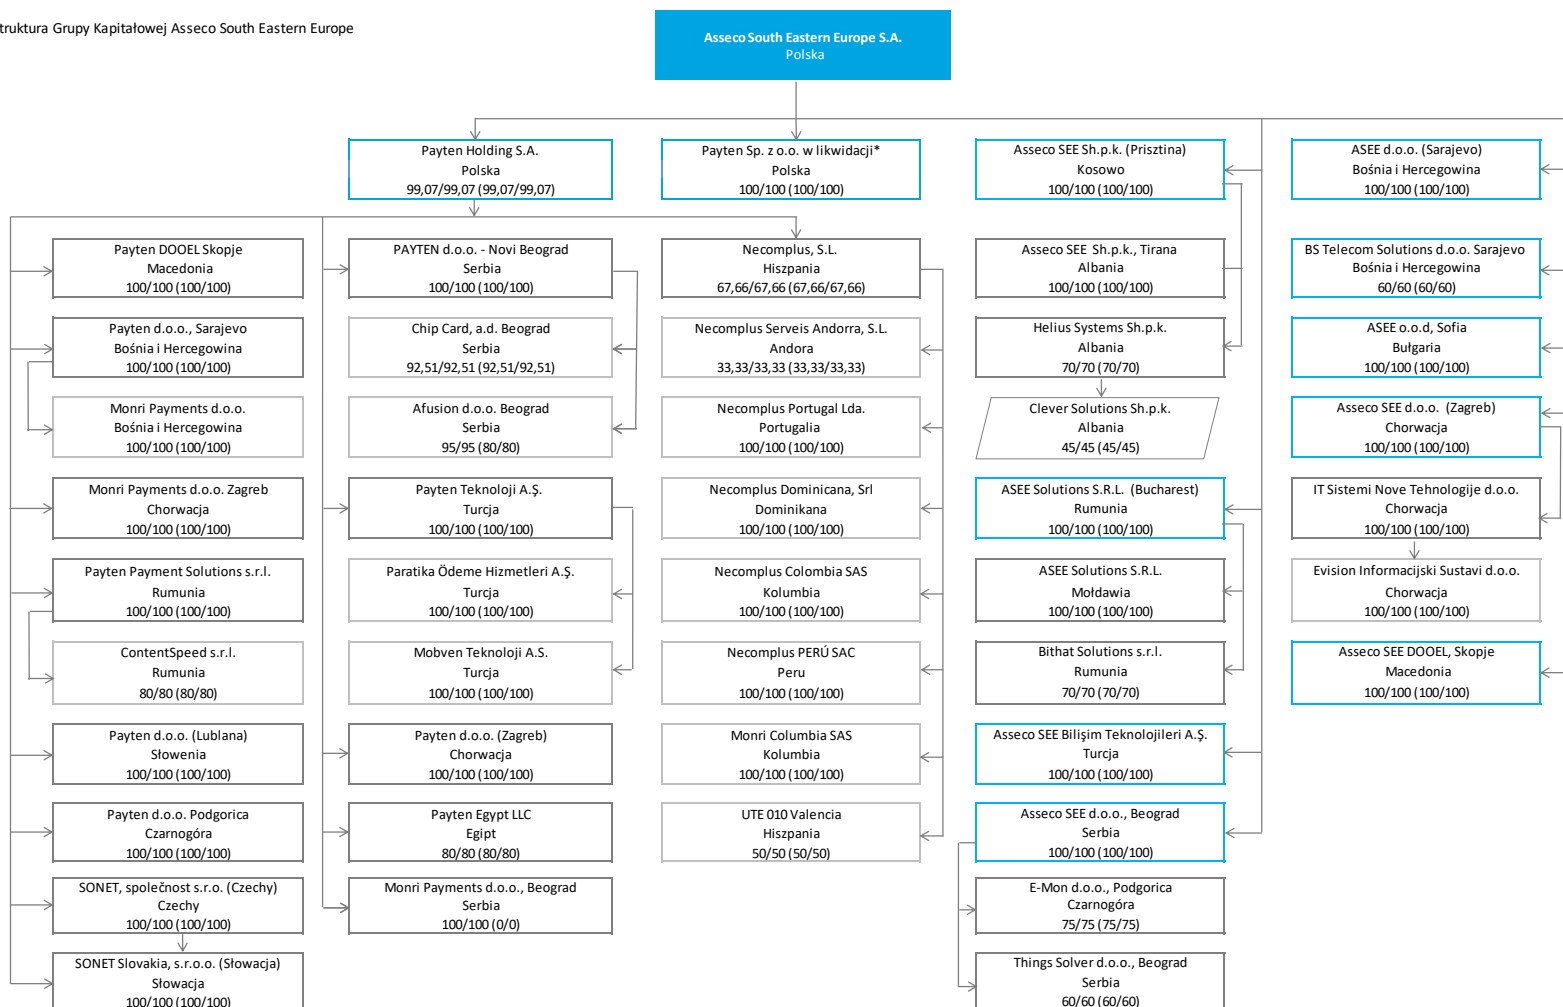 truktura Grupy Kapitałowej Asseco South Eastern Europe
Asseco South Eastern Europe S.A.
Polska
Payten Holding S.A.
Polska
99,07/99,07 (99,07/99,07)
Payten Sp. z o.o. w likwidacji*
Polska
100/100 (100/100)
Asseco SEE Sh.p.k. (Prisztina)
Kosowo
100/100 (100/100)
ASEE d.o.o. (Sarajevo)
Bośnia i Hercegowina
100/100 (100/100)
Payten DOOEL Skopje
Macedonia
100/100 (100/100)
PAYTEN d.o.o. - Novi Beograd
Serbia
100/100 (100/100)
Necomplus, S.L.
Hiszpania
67,66/67,66 (67,66/67,66)
Asseco SEE Sh.p.k., Tirana
Albania
100/100 (100/100)
BS Telecom Solutions d.o.o. Sarajevo
Bośnia i Hercegowina
60/60 (60/60)
Payten d.o.o., Sarajevo
Bośnia i Hercegowina
100/100 (100/100)
Chip Card, a.d. Beograd
Serbia
92,51/92,51 (92,51/92,51)
Necomplus Serveis Andorra, S.L.
Andora
33,33/33,33 (33,33/33,33)
Helius Systems Sh.p.k.
Albania
70/70 (70/70)
ASEE o.o.d, Sofia
Bułgaria
100/100 (100/100)
Monri Payments d.o.o.
Bośnia i Hercegowina
100/100 (100/100)
Afusion d.o.o. Beograd
Serbia
95/95 (80/80)
Necomplus Portugal Lda.
Portugalia
100/100 (100/100)
Clever Solutions Sh.p.k.
Albania
45/45 (45/45)
Asseco SEE d.o.o. (Zagreb)
Chorwacja
100/100 (100/100)
Monri Payments d.o.o. Zagreb
Chorwacja
100/100 (100/100)
Payten Teknoloji A.Ş.
Turcja
100/100 (100/100)
Necomplus Dominicana, Srl
Dominikana
100/100 (100/100)
ASEE Solutions S.R.L. (Bucharest)
Rumunia
100/100 (100/100)
IT Sistemi Nove Tehnologije d.o.o.
Chorwacja
100/100 (100/100)
Payten Payment Solutions s.r.l.
Rumunia
100/100 (100/100)
Paratika Ödeme Hizmetleri A.Ş.
Turcja
100/100 (100/100)
Necomplus Colombia SAS
Kolumbia
100/100 (100/100)
ASEE Solutions S.R.L.
Mołdawia
100/100 (100/100)
Evision Informacijski Sustavi d.o.o.
Chorwacja
100/100 (100/100)
ContentSpeed s.r.l.
Rumunia
80/80 (80/80)
Mobven Teknoloji A.S.
Turcja
100/100 (100/100)
Necomplus PERÚ SAC
Peru
100/100 (100/100)
Bithat Solutions s.r.l.
Rumunia
70/70 (70/70)
Asseco SEE DOOEL, Skopje
Macedonia
100/100 (100/100)
Payten d.o.o. (Lublana)
Słowenia
100/100 (100/100)
Payten d.o.o. (Zagreb)
Chorwacja
100/100 (100/100)
Monri Columbia SAS
Kolumbia
100/100 (100/100)
Asseco SEE Bilişim Teknolojileri A.Ş.
Turcja
100/100 (100/100)
Payten d.o.o. Podgorica
Czarnogóra
100/100 (100/100)
Payten Egypt LLC
Egipt
80/80 (80/80)
UTE 010 Valencia
Hiszpania
50/50 (50/50)
Asseco SEE d.o.o., Beograd
Serbia
100/100 (100/100)
SONET, společnost s.r.o. (Czechy)
Czechy
100/100 (100/100)
Monri Payments d.o.o., Beograd
Serbia
100/100 (0/0)
E-Mon d.o.o., Podgorica
Czarnogóra
75/75 (75/75)
SONET Slovakia, s.r.o.o. (Słowacja)
Słowacja
100/100 (100/100)
Things Solver d.o.o., Beograd
Serbia
60/60 (60/60)